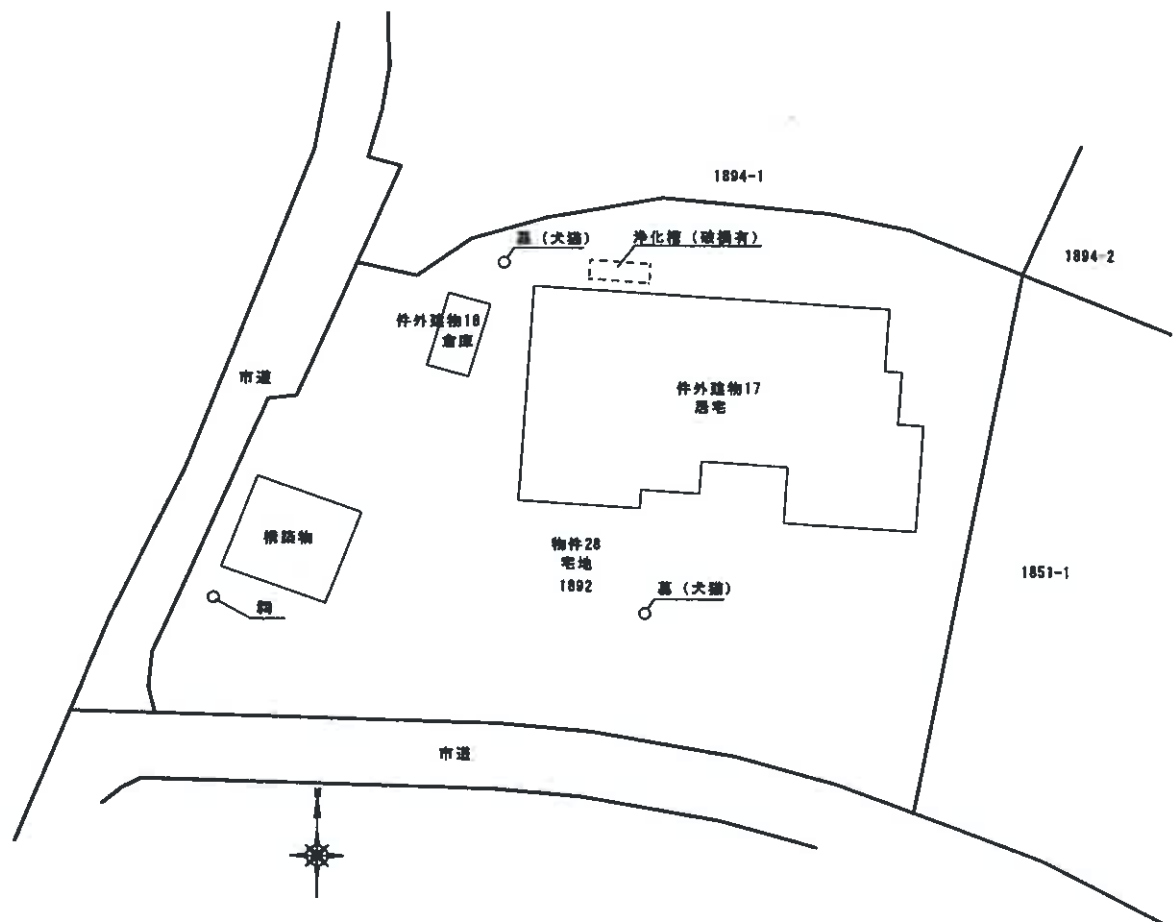 1894-1
墓（犬猫）
浄化槽（破損有）
1894-2
件外建物18
倉庫
市道
件外建物17
居宅
構築物
物件28
宅地
1892
1851-1
祠
墓（犬猫）
市道
N